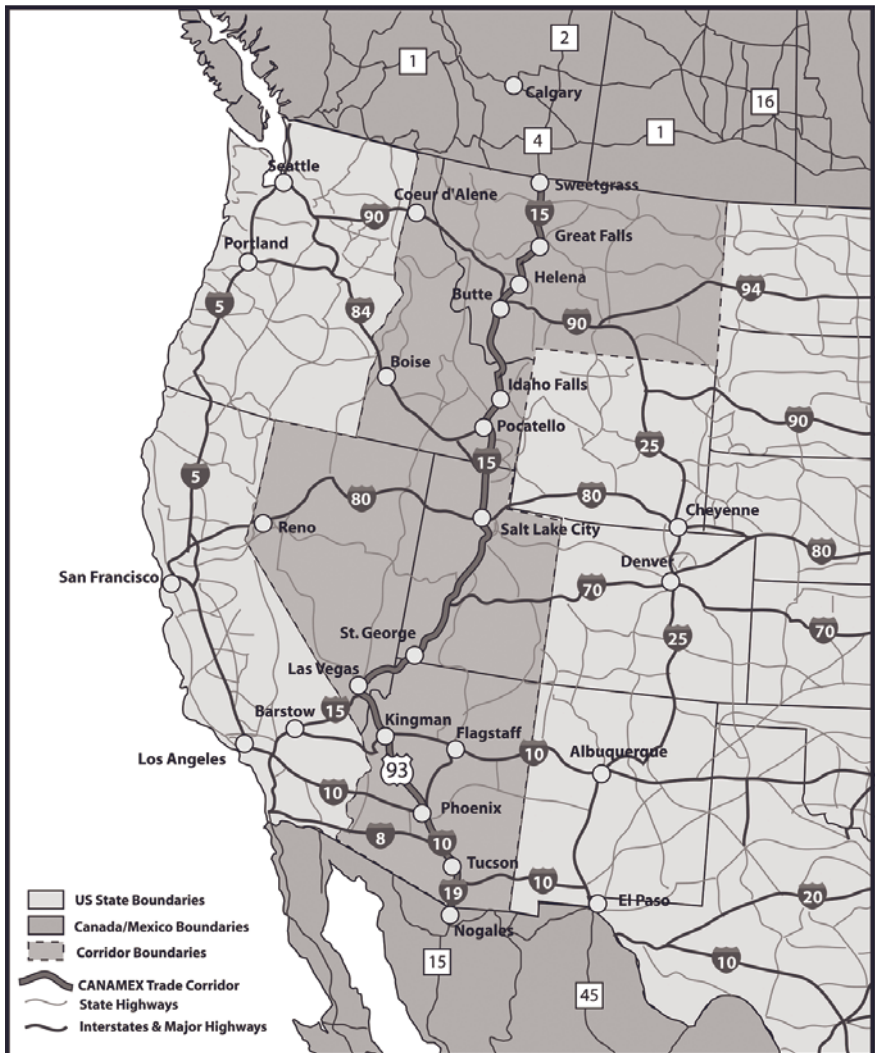 2
1
Calgary
16
4
1
Seattle
Sweetgrass
Coeur d'Alene
15
90
Great Falls
Portland
Helena
94
Butte
5
84
90
Boise
Idaho Falls
90
Pocatello
25
15
5
80
80
Cheyenne
Reno
Salt Lake City
80
Denver
San Francisco
70
70
St. George
25
Las Vegas
15
Barstow
Kingman
Flagstaff
10
Albuquerque
Los Angeles
93
10
Phoenix
8
10
Tucson
19
10
20
El Paso
Nogales
15
10
45
US State Boundaries
Canada/Mexico Boundaries
Corridor Boundaries
CANAMEX Trade Corridor
State Highways
Interstates & Major Highways